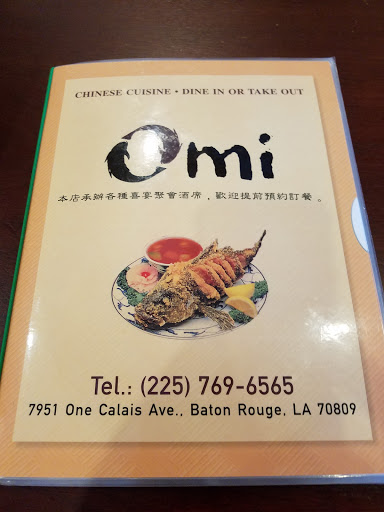 CHINESE CUISINE • DINE IN OR TAKE OUT
Omi
本店承辦各種喜宴聚會酒席，歡迎提前預約訂餐。
Tel.: (225) 769-6565
7951 One Calais Ave., Baton Rouge, LA 70809